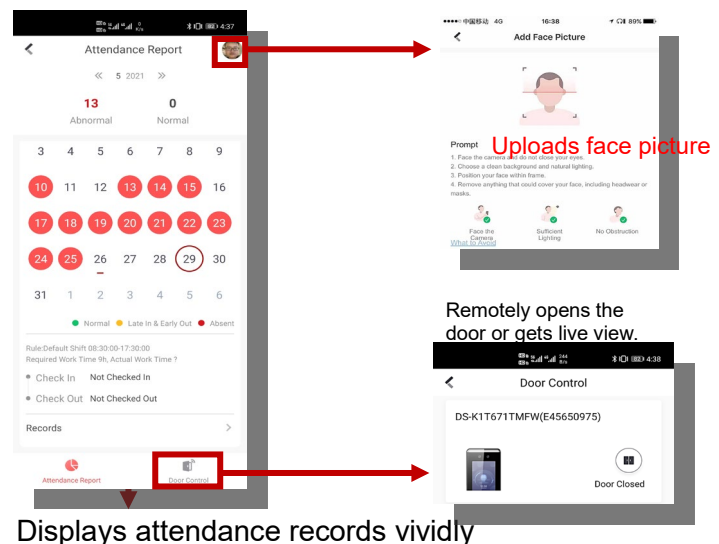 4:37
Attendance Report
5 2021
13 0
Abnormal Normal
3 4 5 6 7 8 9
10 11 12 13 14 15 16
17 18 19 20 21 22 23
24 25 26 27 28 29 30
31 1 2 3 4 5 6
Normal Late In & Early Out Absent
Rule:Default Shift 08:30:00-17:30:00
Required Work Time 9h, Actual Work Time ?
Check In Not Checked In
Check Out Not Checked Out
Records
Attendance Report Door Control
Displays attendance records vividly
中国移动 4G 16:38 89%
Add Face Picture
Prompt
Uploads face picture
1. Face the camera and do not close your eyes.
2. Choose a clean background and natural lighting.
3. Position your face within frame.
4. Remove anything that could cover your face, including headwear or
masks.
Face the Sufficient No Obstruction
Camera Lighting
What to Avoid
Remotely opens the
door or gets live view.
4:38
Door Control
DS-K1T671TMFW(E45650975)
Door Closed